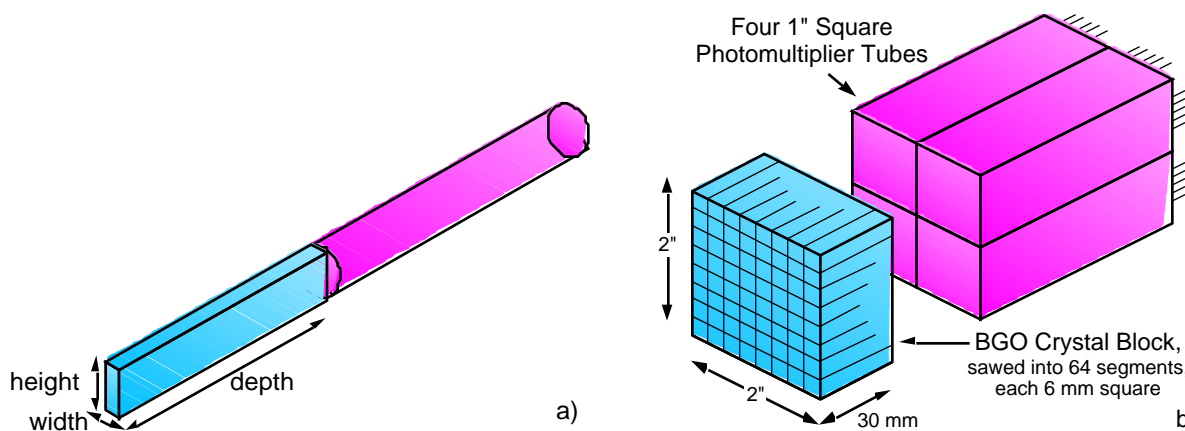 height
width
depth
a)
Four 1" Square
Photomultiplier Tubes
2"
2"
30 mm
BGO Crystal Block,
sawed into 64 segments,
each 6 mm square
b